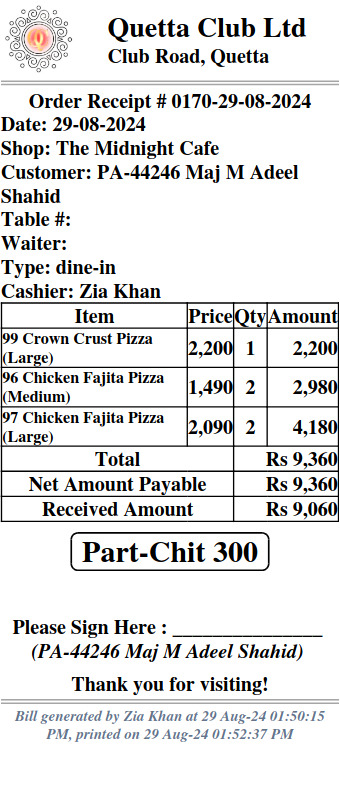 Quetta Club Ltd
Club Road, Quetta
Order Receipt # 0170-29-08-2024
Date: 29-08-2024
Shop: The Midnight Cafe
Customer: PA-44246 Maj M Adeel
Shahid
Table #:
Waiter:
Type: dine-in
Cashier: Zia Khan
Item Price Qty Amount
99 Crown Crust Pizza
(Large) 2,200 1 2,200
96 Chicken Fajita Pizza
(Medium) 1,490 2 2,980
97 Chicken Fajita Pizza
(Large) 2,090 2 4,180
Total Rs 9,360
Net Amount Payable Rs 9,360
Received Amount Rs 9,060
Part-Chit 300
Please Sign Here : _______________
(PA-44246 Maj M Adeel Shahid)
Thank you for visiting!
Bill generated by Zia Khan at 29 Aug-24 01:50:15
PM, printed on 29 Aug-24 01:52:37 PM